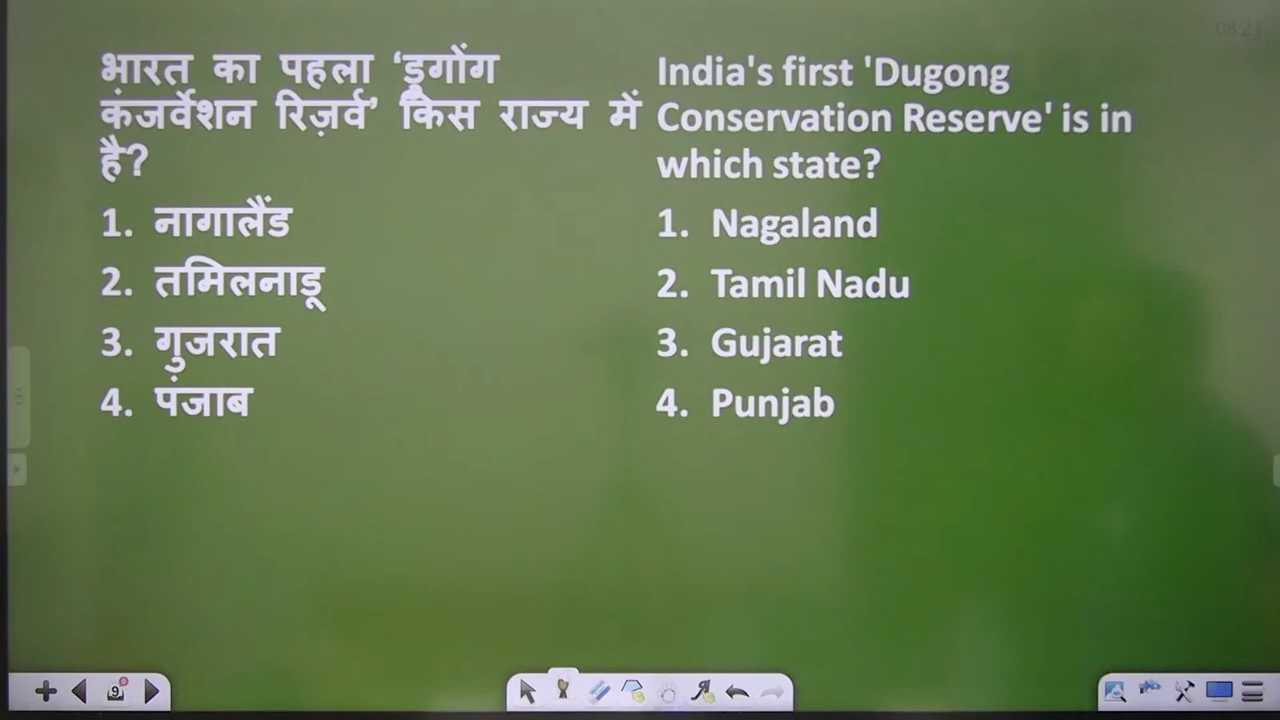 भारत का पहला ‘डूगोंग
कंजर्वेशन रिज़र्व’ किस राज्य में
है?
1. नागालैंड
2. तमिलनाडू
3. गुजरात
4. पंजाब
India's first 'Dugong
Conservation Reserve' is in
which state?
1. Nagaland
2. Tamil Nadu
3. Gujarat
4. Punjab
9